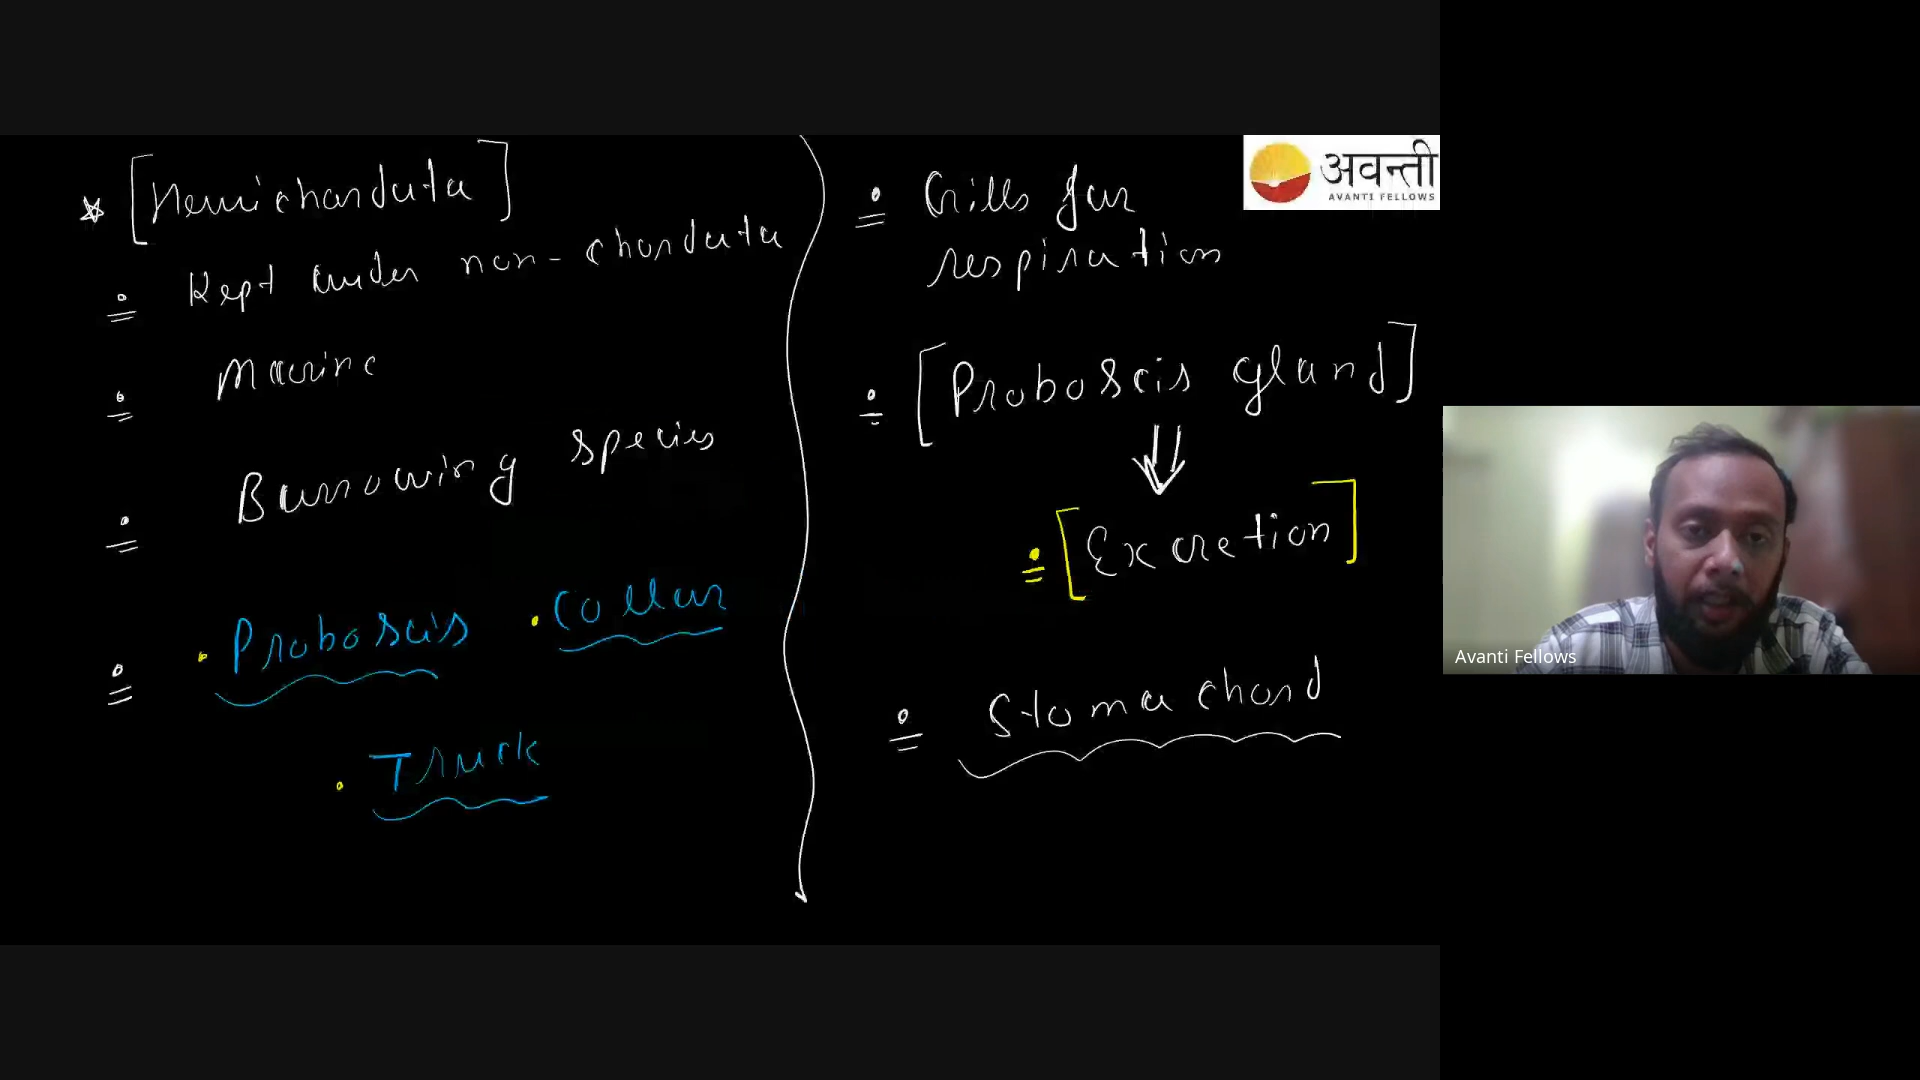 [Hemichordata]
Kept under non-chordata
Marine
Burrowing species
Proboscis . Collar
Trunk
Gills for
respiration
[Proboscis gland]
[Excretion]
Stomachord
अवन्ती
AVANTI FELLOWS
Avanti Fellows